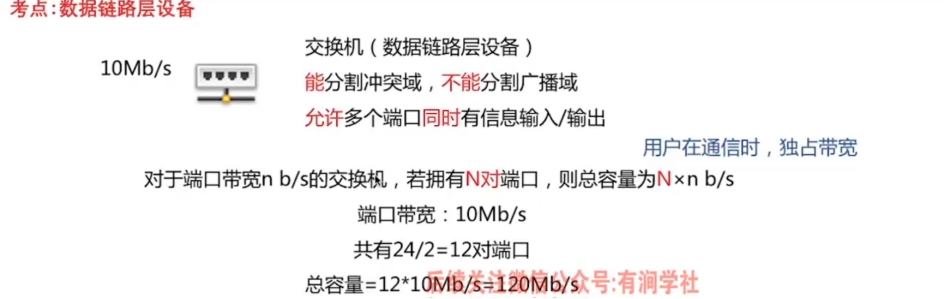 考点:数据链路层设备
10Mb/s
交换机（数据链路层设备）
能分割冲突域，不能分割广播域
允许多个端口同时有信息输入/输出
用户在通信时，独占带宽
对于端口带宽n b/s的交换机，若拥有N对端口，则总容量为N×n b/s
端口带宽：10Mb/s
共有24/2=12对端口
总容量=12*10Mb/s=120Mb/s
后续关注微信公众号:有涧学社